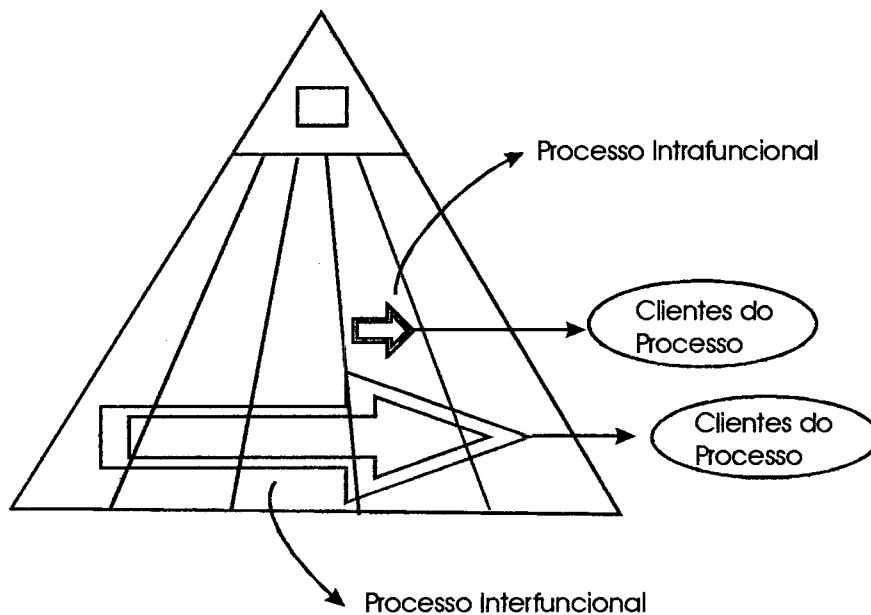 Processo Intrafuncional
Clientes do
Processo
Clientes do
Processo
Processo Interfuncional